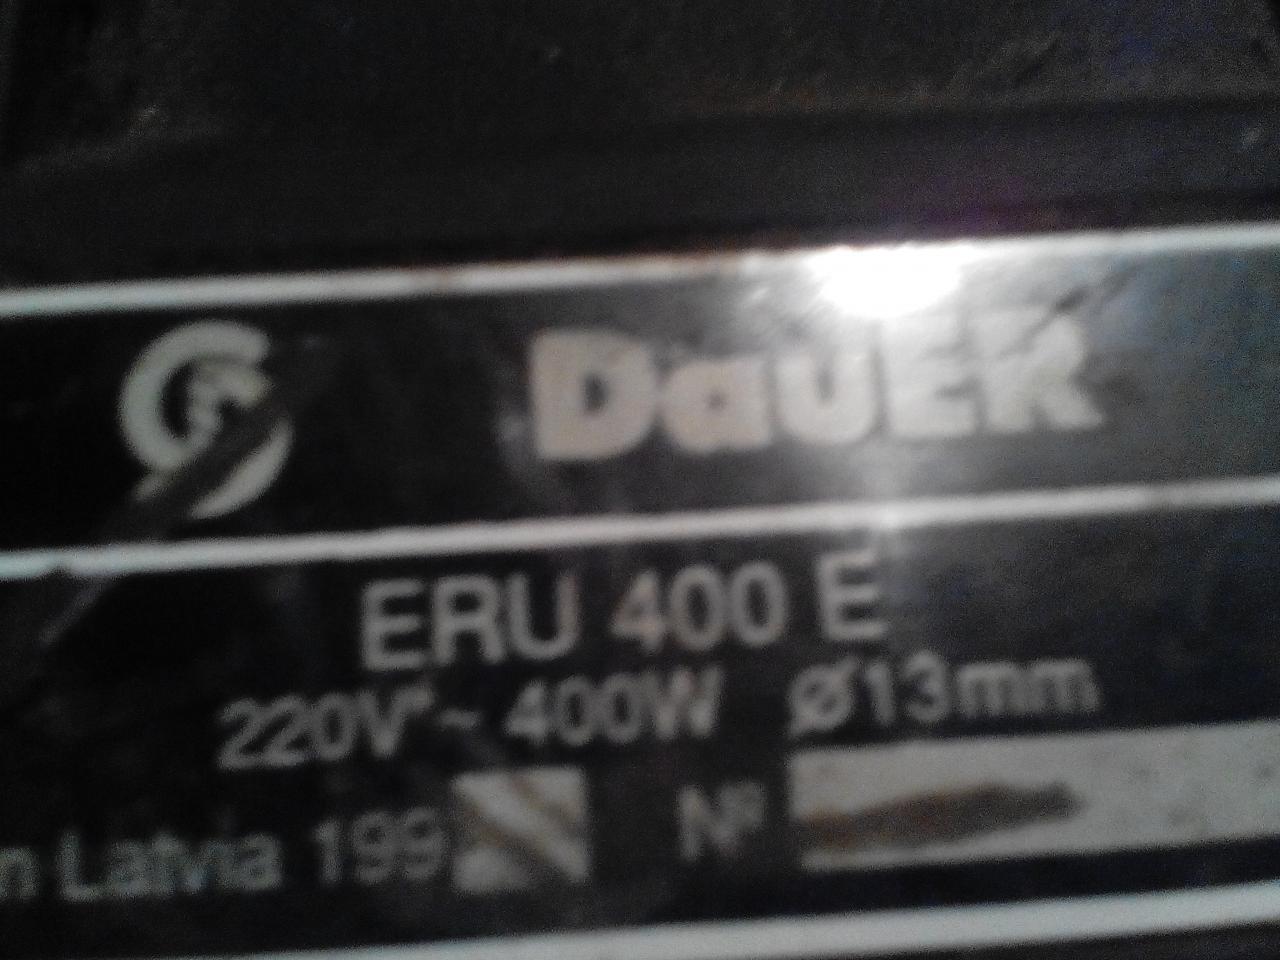 DaUER
ERU 400 E
220V~ 400W Ø13mm
n Latvia 199 Nº